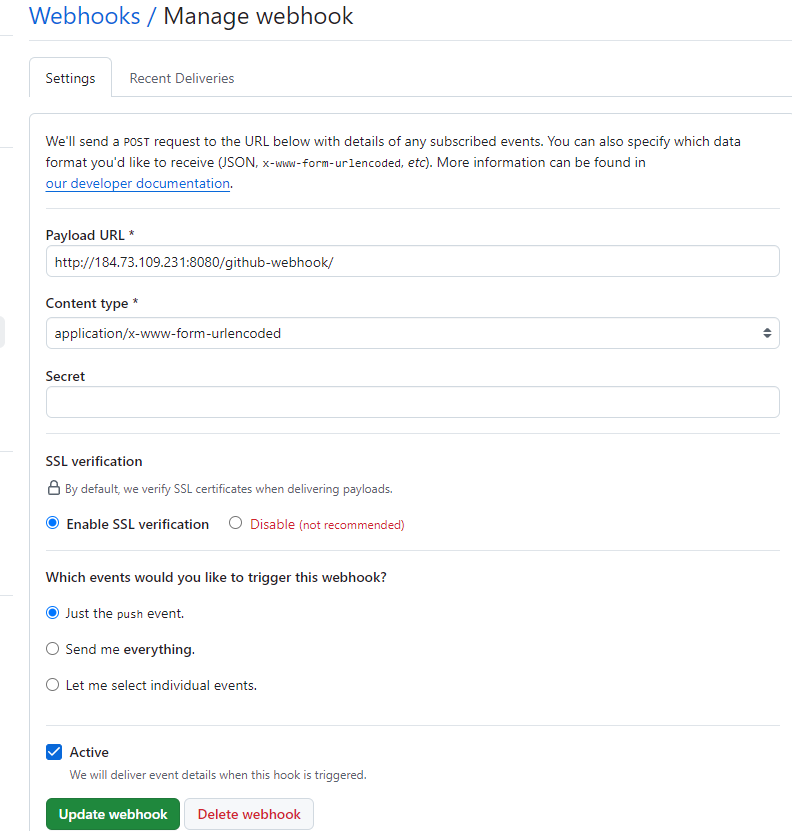 Webhooks / Manage webhook
Settings
Recent Deliveries
We'll send a POST request to the URL below with details of any subscribed events. You can also specify which data
format you'd like to receive (JSON, x-www-form-urlencoded, etc). More information can be found in
our developer documentation.
Payload URL *
http://184.73.109.231:8080/github-webhook/
Content type *
application/x-www-form-urlencoded
Secret
SSL verification
By default, we verify SSL certificates when delivering payloads.
Enable SSL verification
Disable (not recommended)
Which events would you like to trigger this webhook?
Just the push event.
Send me everything.
Let me select individual events.
Active
We will deliver event details when this hook is triggered.
Update webhook
Delete webhook